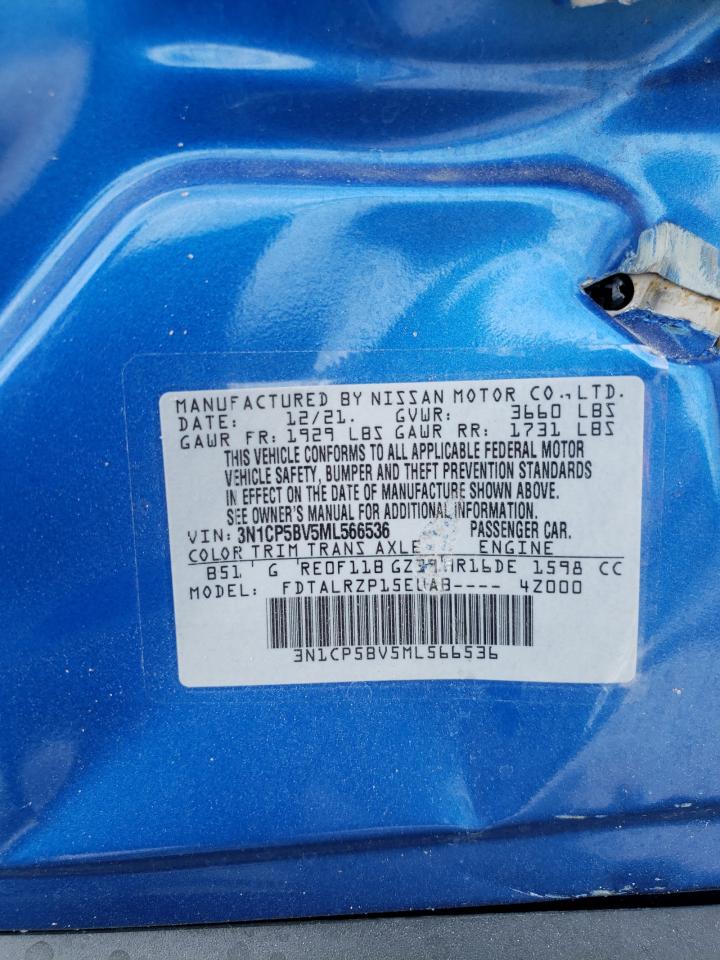 MANUFACTURED BY NISSAN MOTOR CO., LTD.
DATE: 12/21. GVWR: 3660 LBS
GAWR FR: 1929 LBS GAWR RR: 1731 LBS
THIS VEHICLE CONFORMS TO ALL APPLICABLE FEDERAL MOTOR
VEHICLE SAFETY, BUMPER AND THEFT PREVENTION STANDARDS
IN EFFECT ON THE DATE OF MANUFACTURE SHOWN ABOVE.
SEE OWNER'S MANUAL FOR ADDITIONAL INFORMATION
VIN: 3N1CP5BV5ML566536 PASSENGER CAR.
COLOR TRIM TRANS AXLE ENGINE
B51 G RE0F11B HR16DE 1598 CC
MODEL: 4Z000
3N1CP5BV5ML566536